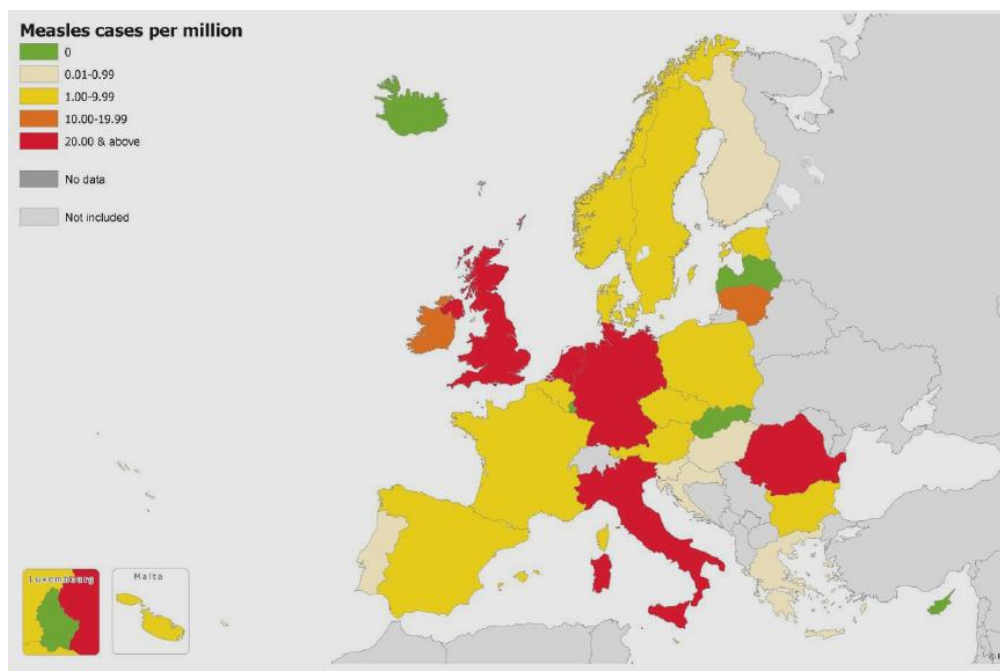 Measles cases per million
0
0.01-0.99
1.00-9.99
10.00-19.99
20.00 & above
No data
Not included
Luxembourg
Malta